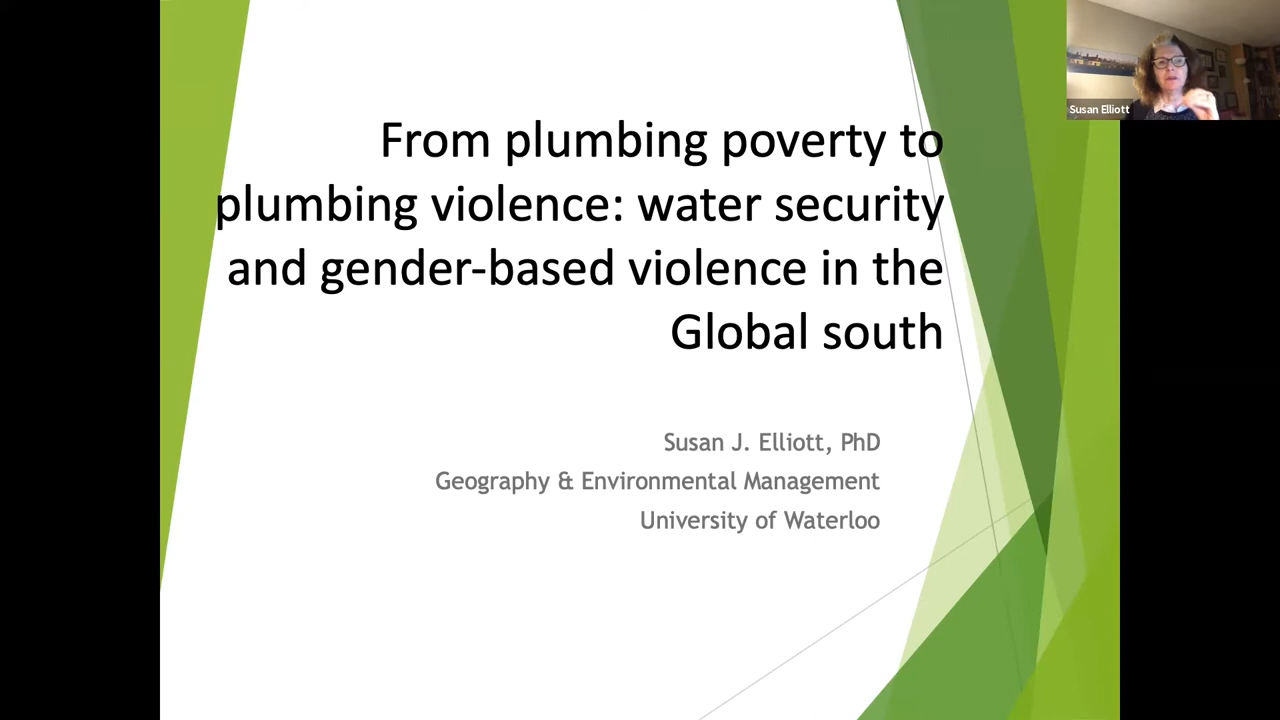 From plumbing poverty to
plumbing violence: water security
and gender-based violence in the
Global south
Susan J. Elliott, PhD
Geography & Environmental Management
University of Waterloo
Susan Elliott